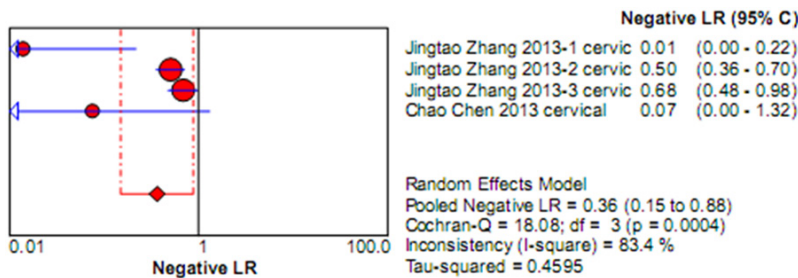 Negative LR (95% C)
Jingtao Zhang 2013-1 cervic 0.01 (0.00 - 0.22)
Jingtao Zhang 2013-2 cervic 0.50 (0.36 - 0.70)
Jingtao Zhang 2013-3 cervic 0.68 (0.48 - 0.98)
Chao Chen 2013 cervical 0.07 (0.00 - 1.32)
Random Effects Model
Pooled Negative LR = 0.36 (0.15 to 0.88)
Cochran-Q = 18.08; df = 3 (p = 0.0004)
Inconsistency (I-square) = 83.4 %
Tau-squared = 0.4595
0.01 1 100.0
Negative LR